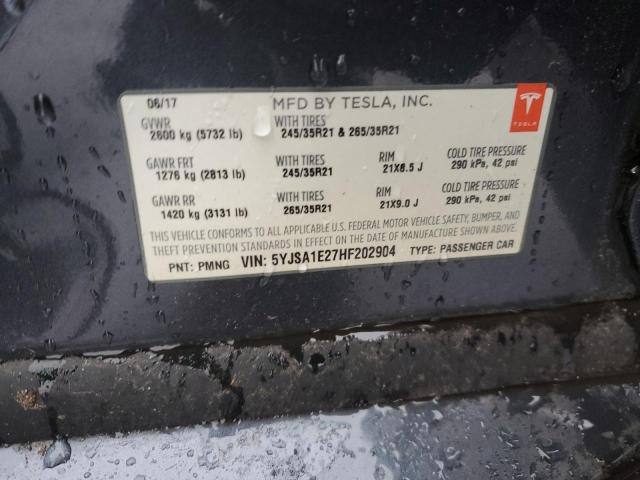 06/17 MFD BY TESLA, INC.
GVWR WITH TIRES
2600 kg (5732 lb) 245/35R21 & 265/35R21
TESLA
GAWR FRT WITH TIRES RIM COLD TIRE PRESSURE
1276 kg (2813 lb) 245/35R21 21X8.5 J 290 kPa, 42 psi
GAWR RR WITH TIRES RIM COLD TIRE PRESSURE
1420 kg (3131 lb) 265/35R21 21X9.0 J 290 kPa, 42 psi
THIS VEHICLE CONFORMS TO ALL APPLICABLE U.S. FEDERAL MOTOR VEHICLE SAFETY, BUMPER, AND
THEFT PREVENTION STANDARDS IN EFFECT ON THE DATE OF MANUFACTURE SHOWN ABOVE.
PNT: PMNG VIN: 5YJSA1E27HF202904 TYPE: PASSENGER CAR